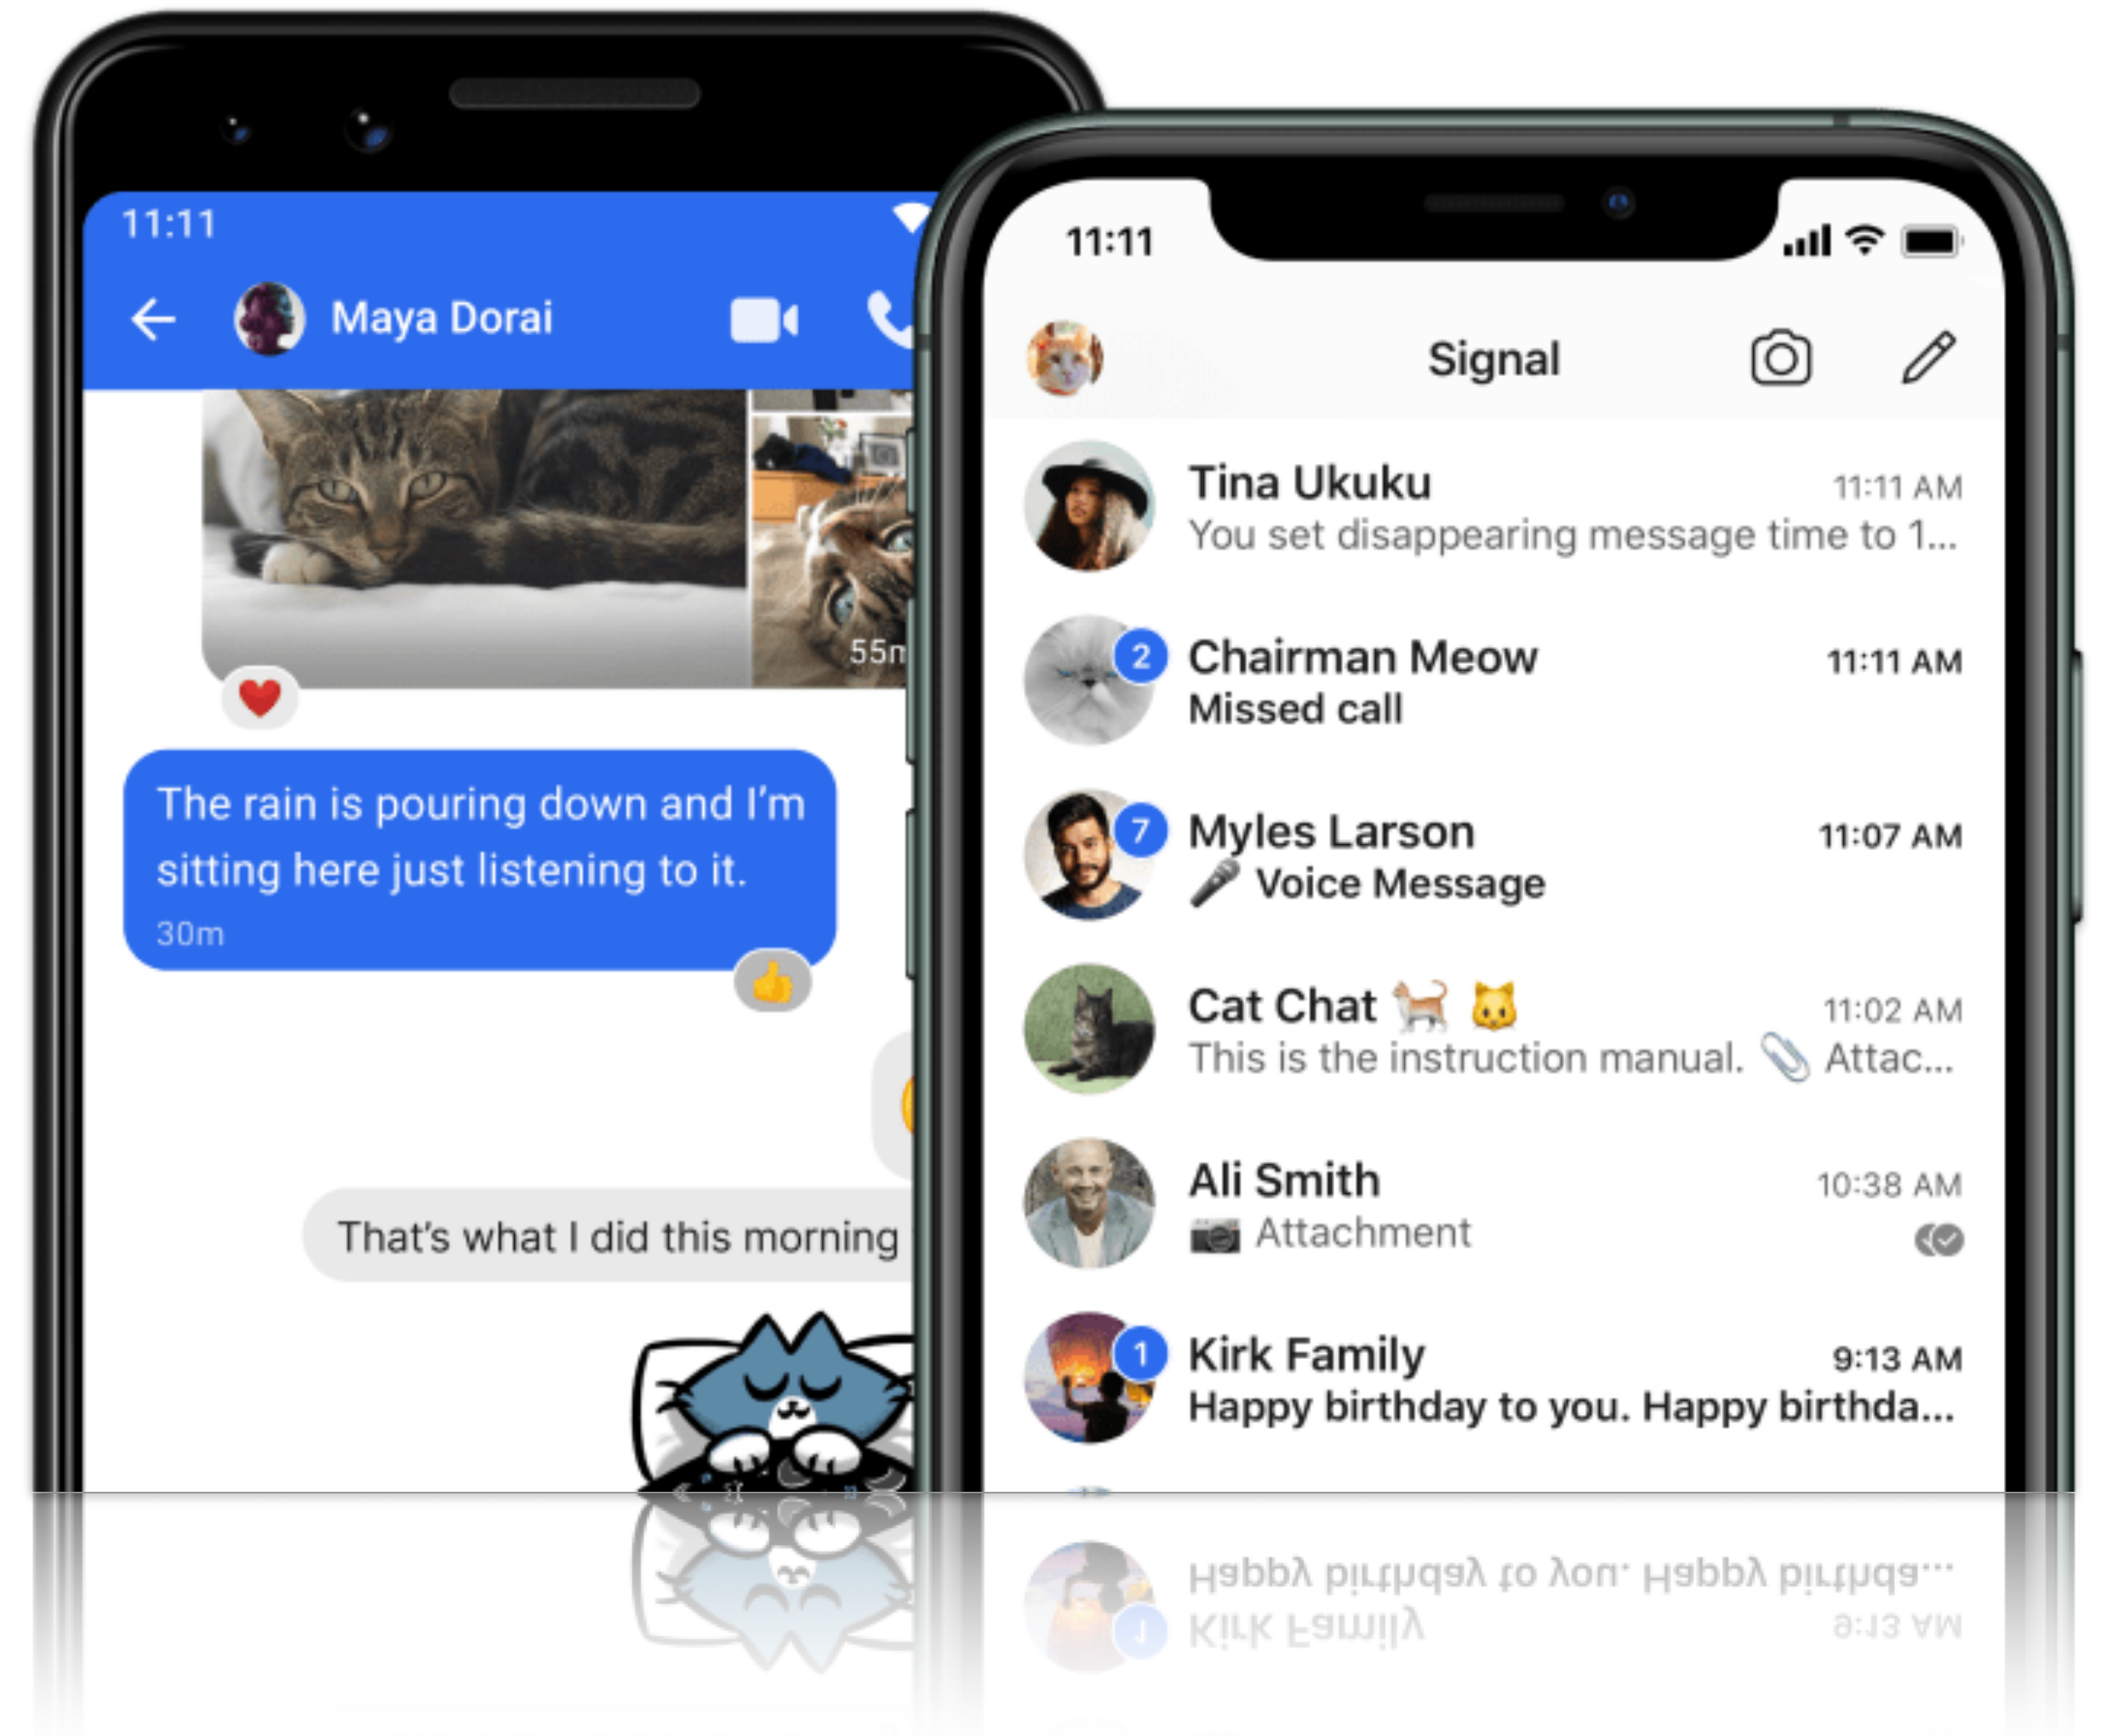 11:11
Maya Dorai
55m
The rain is pouring down and I'm
sitting here just listening to it.
30m
That's what I did this morning
11:11
Signal
Tina Ukuku 11:11 AM
You set disappearing message time to 1...
2 Chairman Meow 11:11 AM
Missed call
7 Myles Larson 11:07 AM
🎤 Voice Message
Cat Chat 🐈 🐱 11:02 AM
This is the instruction manual. 📎 Attac...
Ali Smith 10:38 AM
📷 Attachment
1 Kirk Family 9:13 AM
Happy birthday to you. Happy birthda...